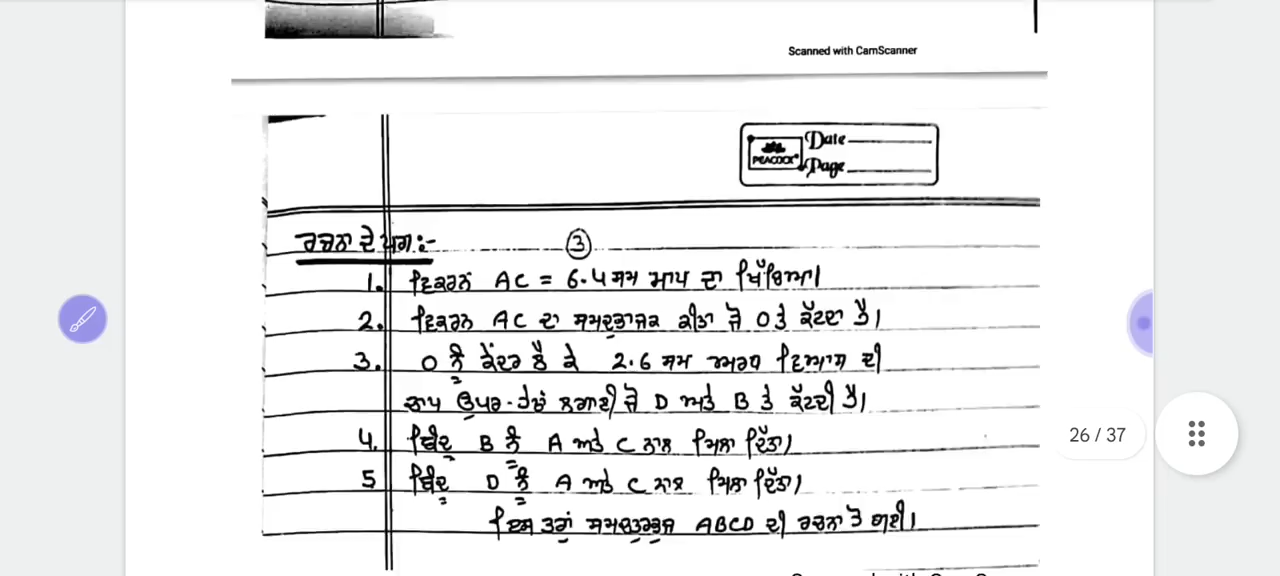 Scanned with CamScanner
Date
PEACOCK
Page
ਰਚਨਾ ਦੇ ਪਗ :-
3
1. ਵਿਕਰਨ AC = 6.4 ਸਮ ਮਾਪ ਦਾ ਖਿੱਚਿਆ।
2. ਵਿਕਰਨ AC ਦਾ ਸਮਦੁਭਾਜਕ ਕੀਤਾ ਜੋ O ਤੇ ਕੱਟਦਾ ਹੈ।
3. O ਨੂੰ ਕੇਂਦਰ ਲੈ ਕੇ 2.6 ਸਮ ਅਰਧ ਵਿਆਸ ਦੀ
ਚਾਪ ਉਪਰ-ਹੇਠਾਂ ਲਗਾਈ ਜੋ D ਅਤੇ B ਤੇ ਕੱਟਦੀ ਹੈ।
4. ਬਿੰਦੂ B ਨੂੰ A ਅਤੇ C ਨਾਲ ਮਿਲਾ ਦਿੱਤਾ।
5 ਬਿੰਦੂ D ਨੂੰ A ਅਤੇ C ਨਾਲ ਮਿਲਾ ਦਿੱਤਾ।
ਇਸ ਤਰ੍ਹਾਂ ਸਮਚਤੁਰਭੁਜ ABCD ਦੀ ਰਚਨਾ ਹੋ ਗਈ।
26 / 37